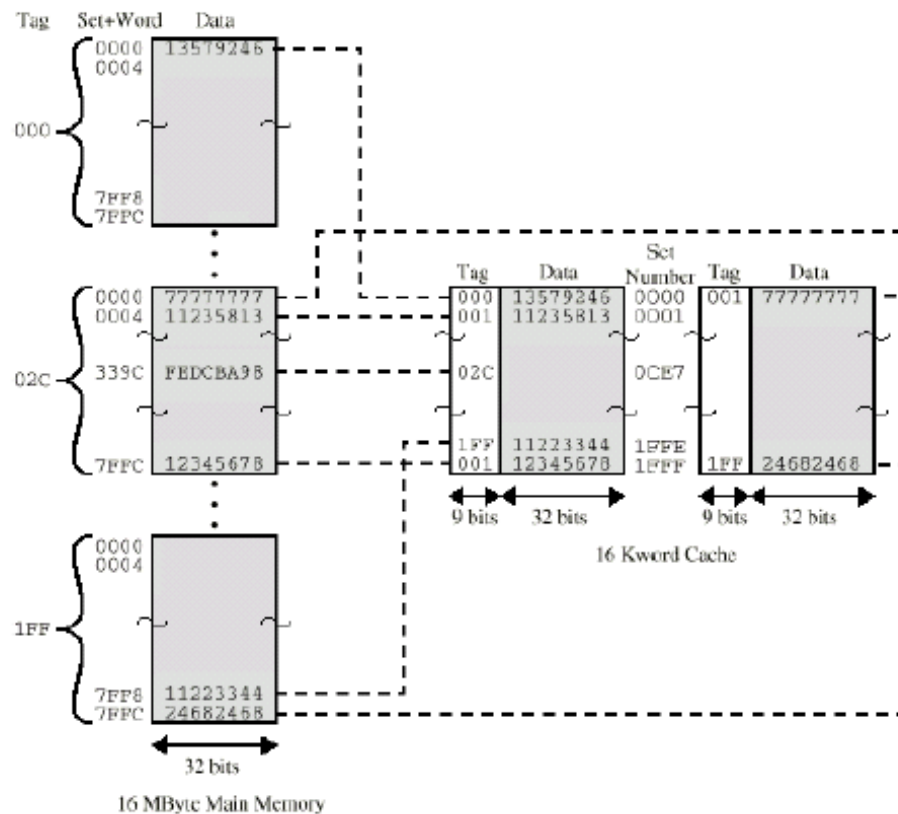 Tag Set+Word Data
0000 13579246
0004
000
7FF8
7FFC
Set
Tag Data Number Tag Data
0000 77777777 000 13579246 0000 001 77777777
0004 11235813 001 11235813 0001
02C 339C FEDCBA98 02C 0CE7
1FF 11223344 1FFE
7FFC 12345678 001 12345678 1FFF 1FF 24682468
9 bits 32 bits 9 bits 32 bits
16 Kword Cache
0000
0004
1FF
7FF8 11223344
7FFC 24682468
32 bits
16 MByte Main Memory